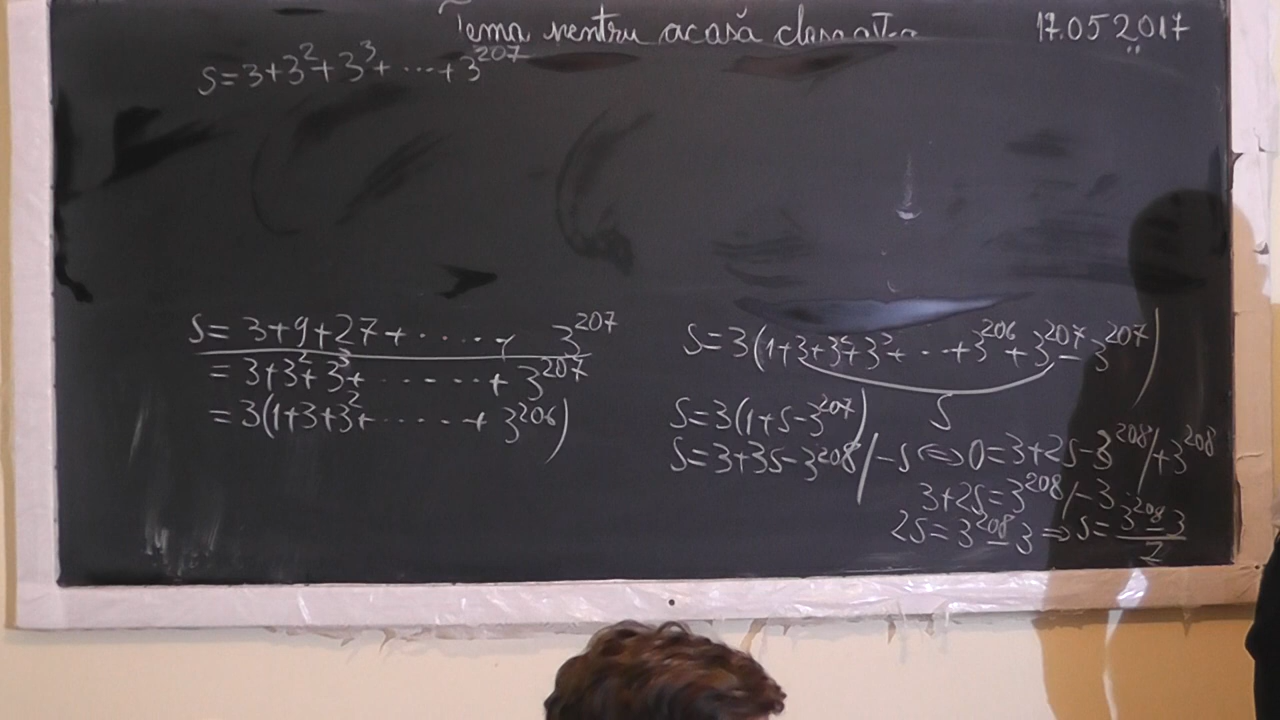 Tema pentru acasă clasa a V-a 17.05.2017
S=3+3²+3³+...+3²⁰⁷
S=3+9+27+......+ 3²⁰⁷
=3+3²+3³+.......+3²⁰⁷
=3(1+3+3²+......+3²⁰⁶)
S=3(1+3+3²+3³+...+3²⁰⁶+3²⁰⁷-3²⁰⁷)
S
S=3(1+S-3²⁰⁷)
S=3+3S-3²⁰⁸/-S⇔0=3+2S-3²⁰⁸/+3²⁰⁸
3+2S=3²⁰⁸/-3
2S=3²⁰⁸-3⇒S=(3²⁰⁸-3)/2